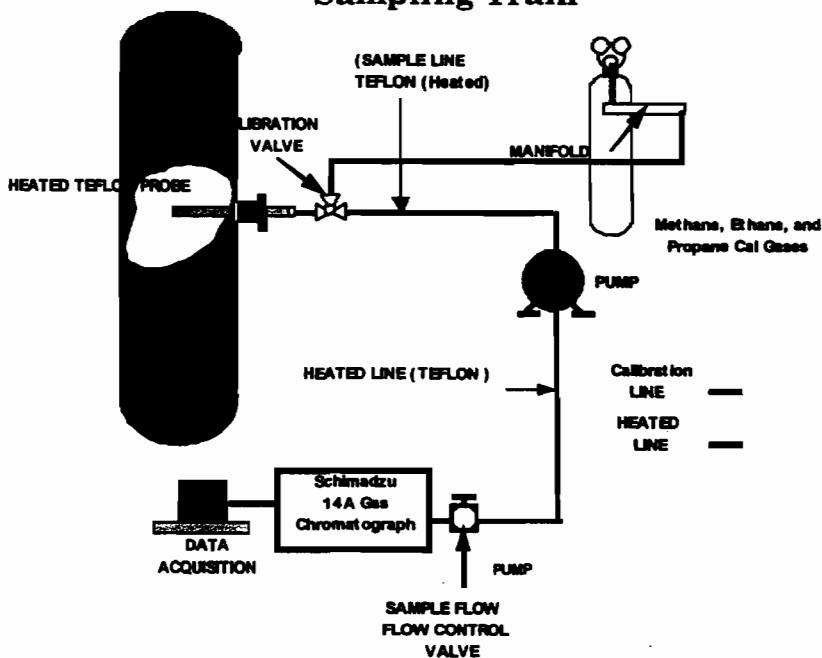 Sampling Train
(SAMPLE LINE
TEFLON (Heated)
LIBRATION
VALVE
MANIFOLD
HEATED TEFLON PROBE
Methane, Ethane, and
Propane Cal Gases
PUMP
HEATED LINE (TEFLON )
Calibration
LINE
HEATED
LINE
Schimadzu
14A Gas
Chromatograph
DATA
ACQUISITION
PUMP
SAMPLE FLOW
FLOW CONTROL
VALVE